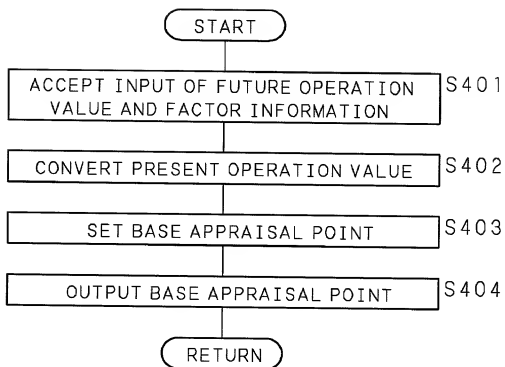 START
ACCEPT INPUT OF FUTURE OPERATION
VALUE AND FACTOR INFORMATION
S401
CONVERT PRESENT OPERATION VALUE
S402
SET BASE APPRAISAL POINT
S403
OUTPUT BASE APPRAISAL POINT
S404
RETURN